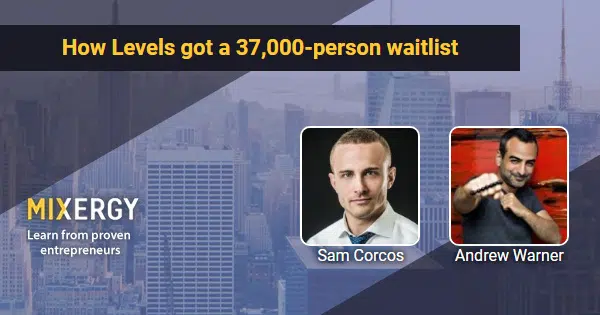 How Levels got a 37,000-person waitlist
MIXERGY
Learn from proven
entrepreneurs
Sam Corcos
Andrew Warner